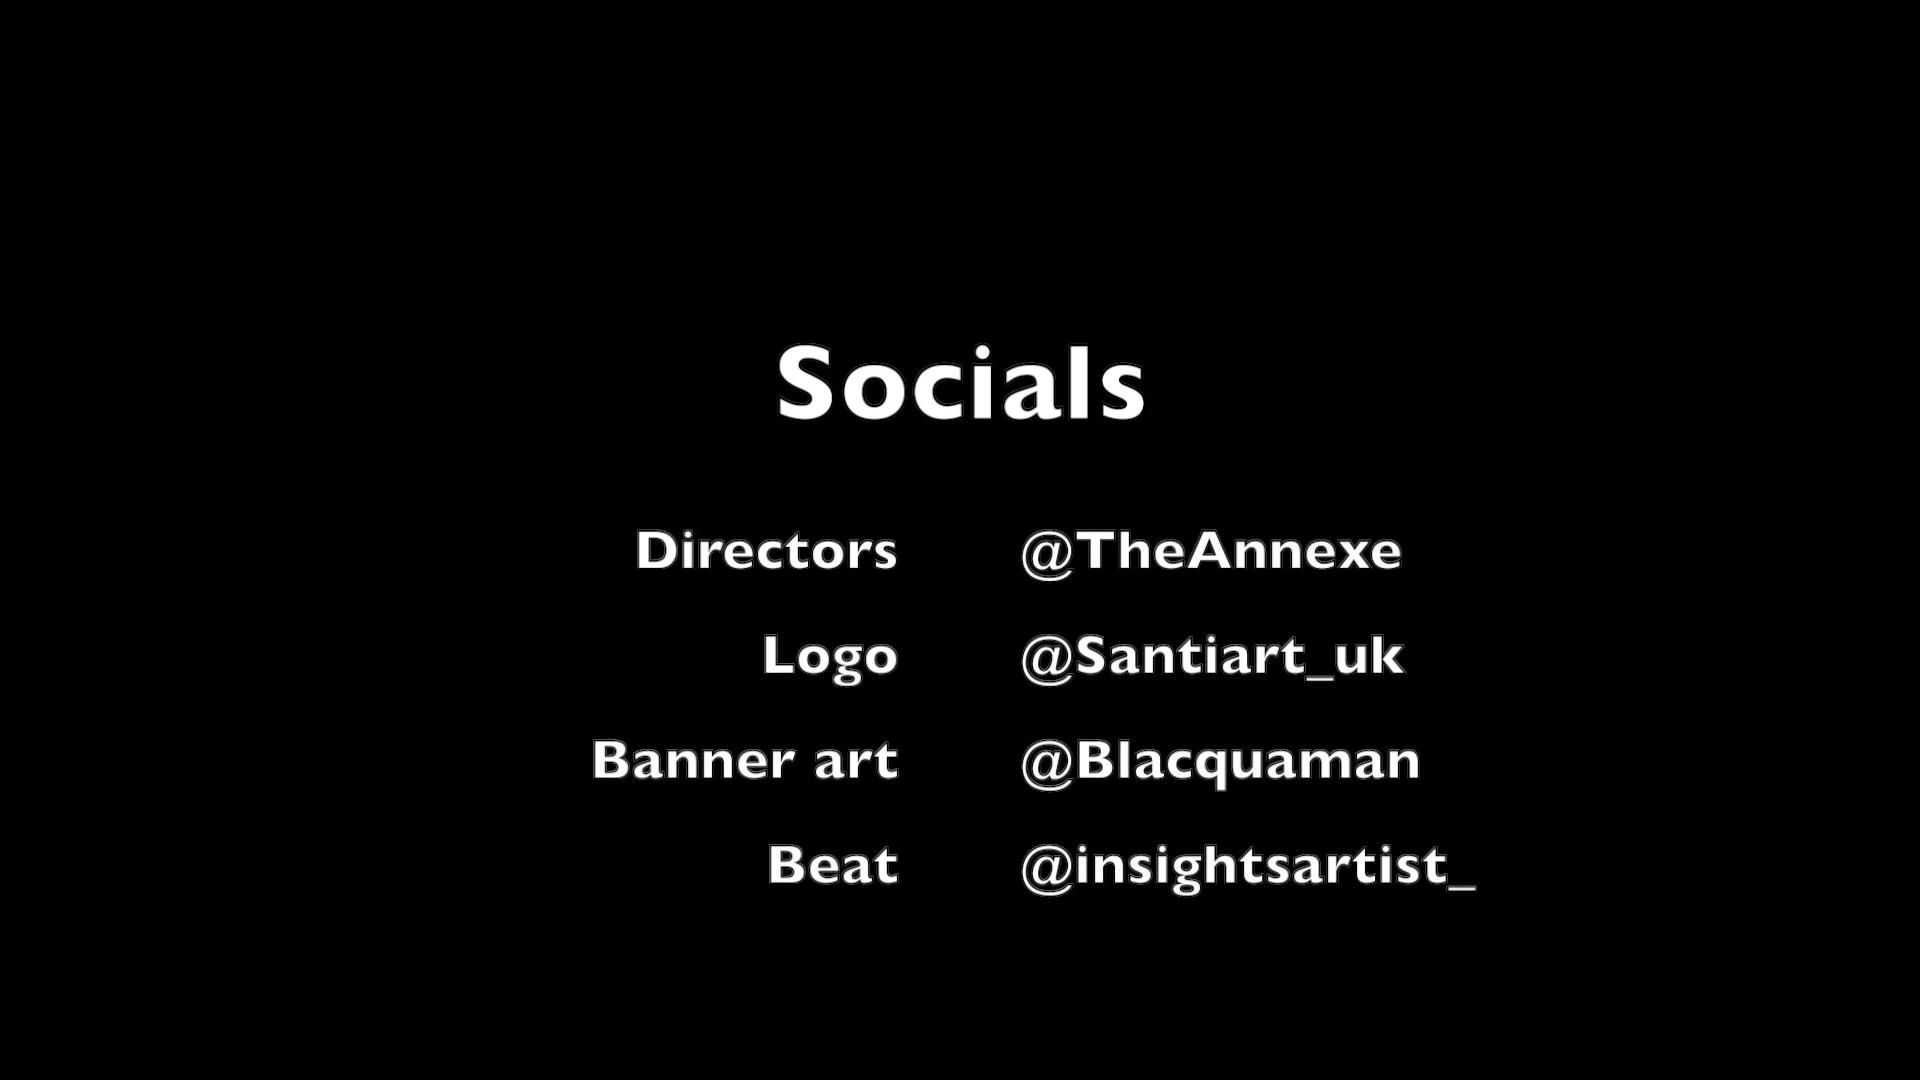 Socials
Directors @TheAnnexe
Logo @Santiart_uk
Banner art @Blacquaman
Beat @insightsartist_